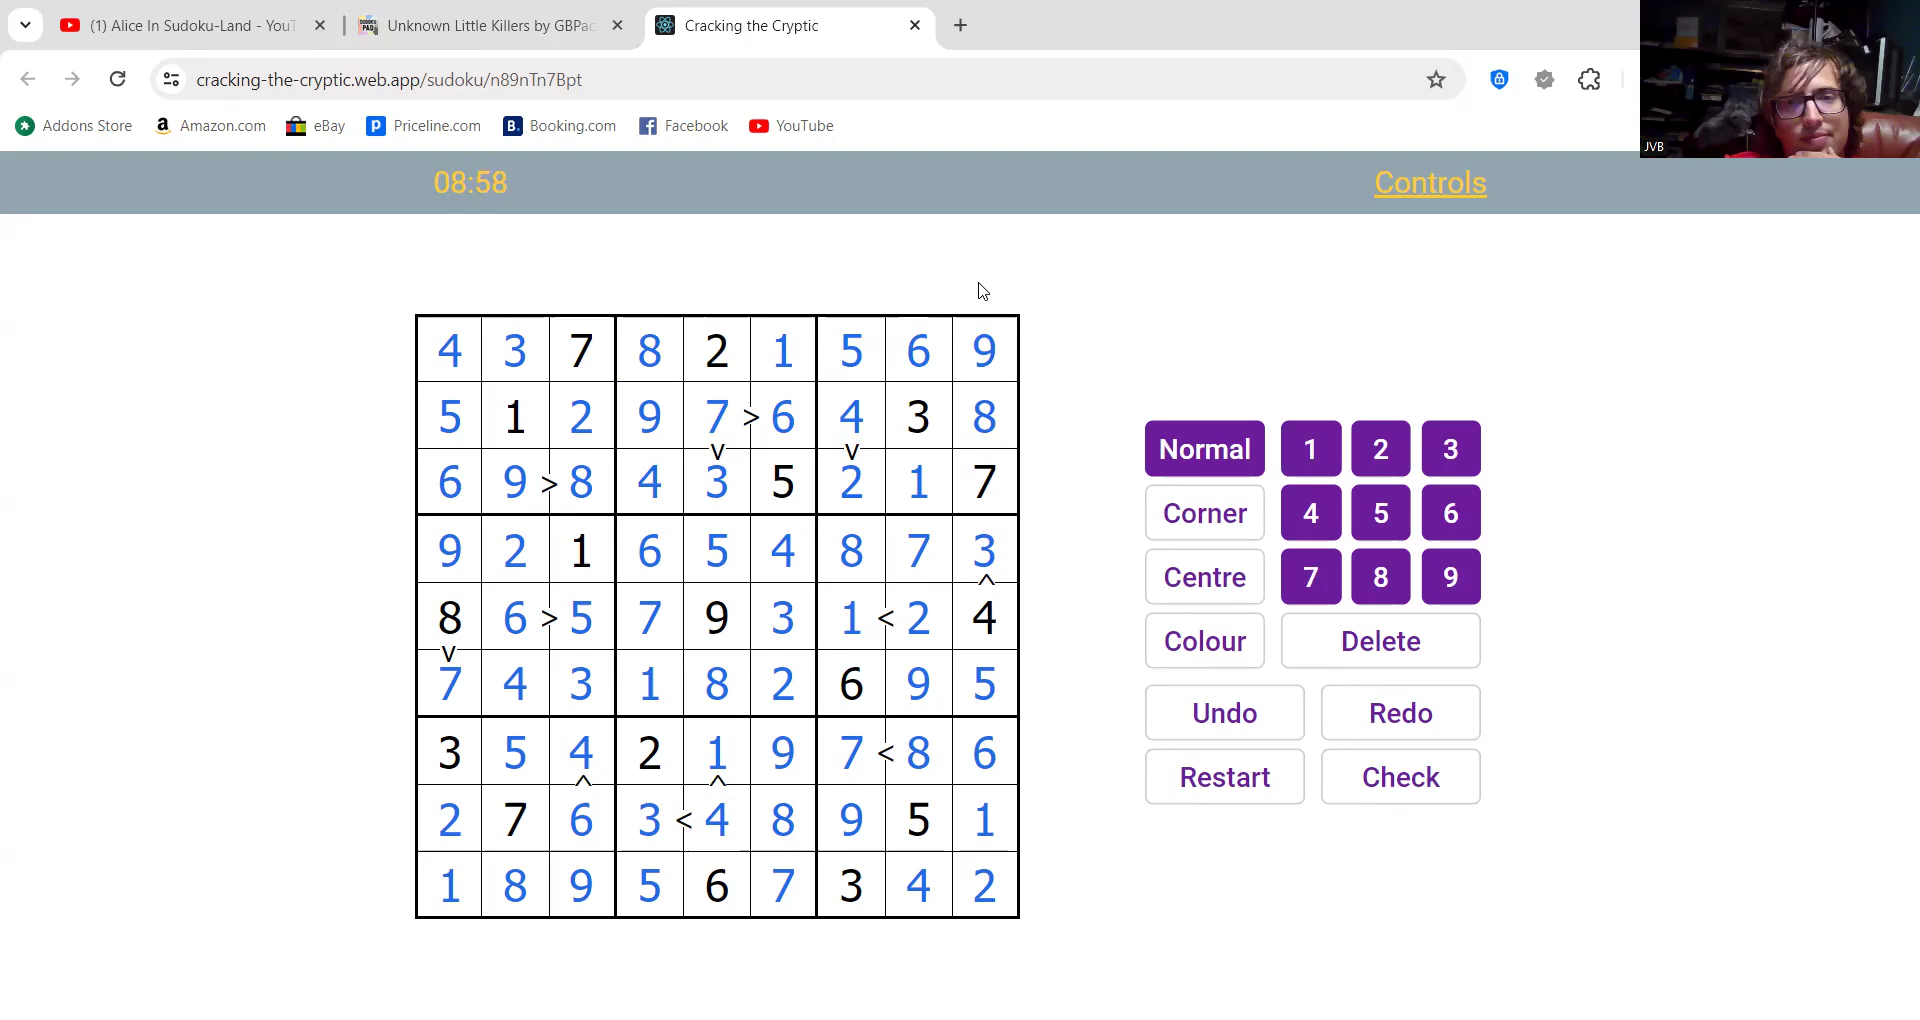 (1) Alice In Sudoku-Land - YouT
Unknown Little Killers by GBPac
Cracking the Cryptic
cracking-the-cryptic.web.app/sudoku/n89nTn7Bpt
Addons Store
Amazon.com
eBay
Priceline.com
Booking.com
Facebook
YouTube
JVB
08:58
Controls
4 3 7 8 2 1 5 6 9
5 1 2 9 7 > 6 4 3 8
v v
6 9 > 8 4 3 5 2 1 7
9 2 1 6 5 4 8 7 3
^
8 6 > 5 7 9 3 1 < 2 4
v
7 4 3 1 8 2 6 9 5
3 5 4 2 1 9 7 < 8 6
^ ^
2 7 6 3 < 4 8 9 5 1
1 8 9 5 6 7 3 4 2
Normal 1 2 3
Corner 4 5 6
Centre 7 8 9
Colour Delete
Undo Redo
Restart Check